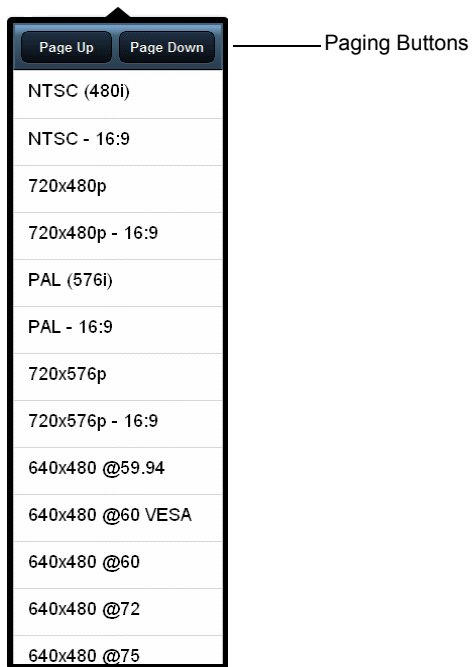 Page Up Page Down Paging Buttons
NTSC (480i)
NTSC - 16:9
720x480p
720x480p - 16:9
PAL (576i)
PAL - 16:9
720x576p
720x576p - 16:9
640x480 @59.94
640x480 @60 VESA
640x480 @60
640x480 @72
640x480 @75